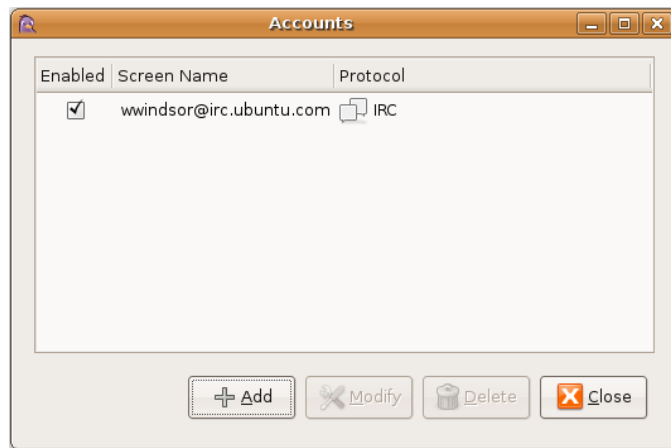 Accounts
Enabled Screen Name Protocol
wwindsor@irc.ubuntu.com IRC
Add Modify Delete Close